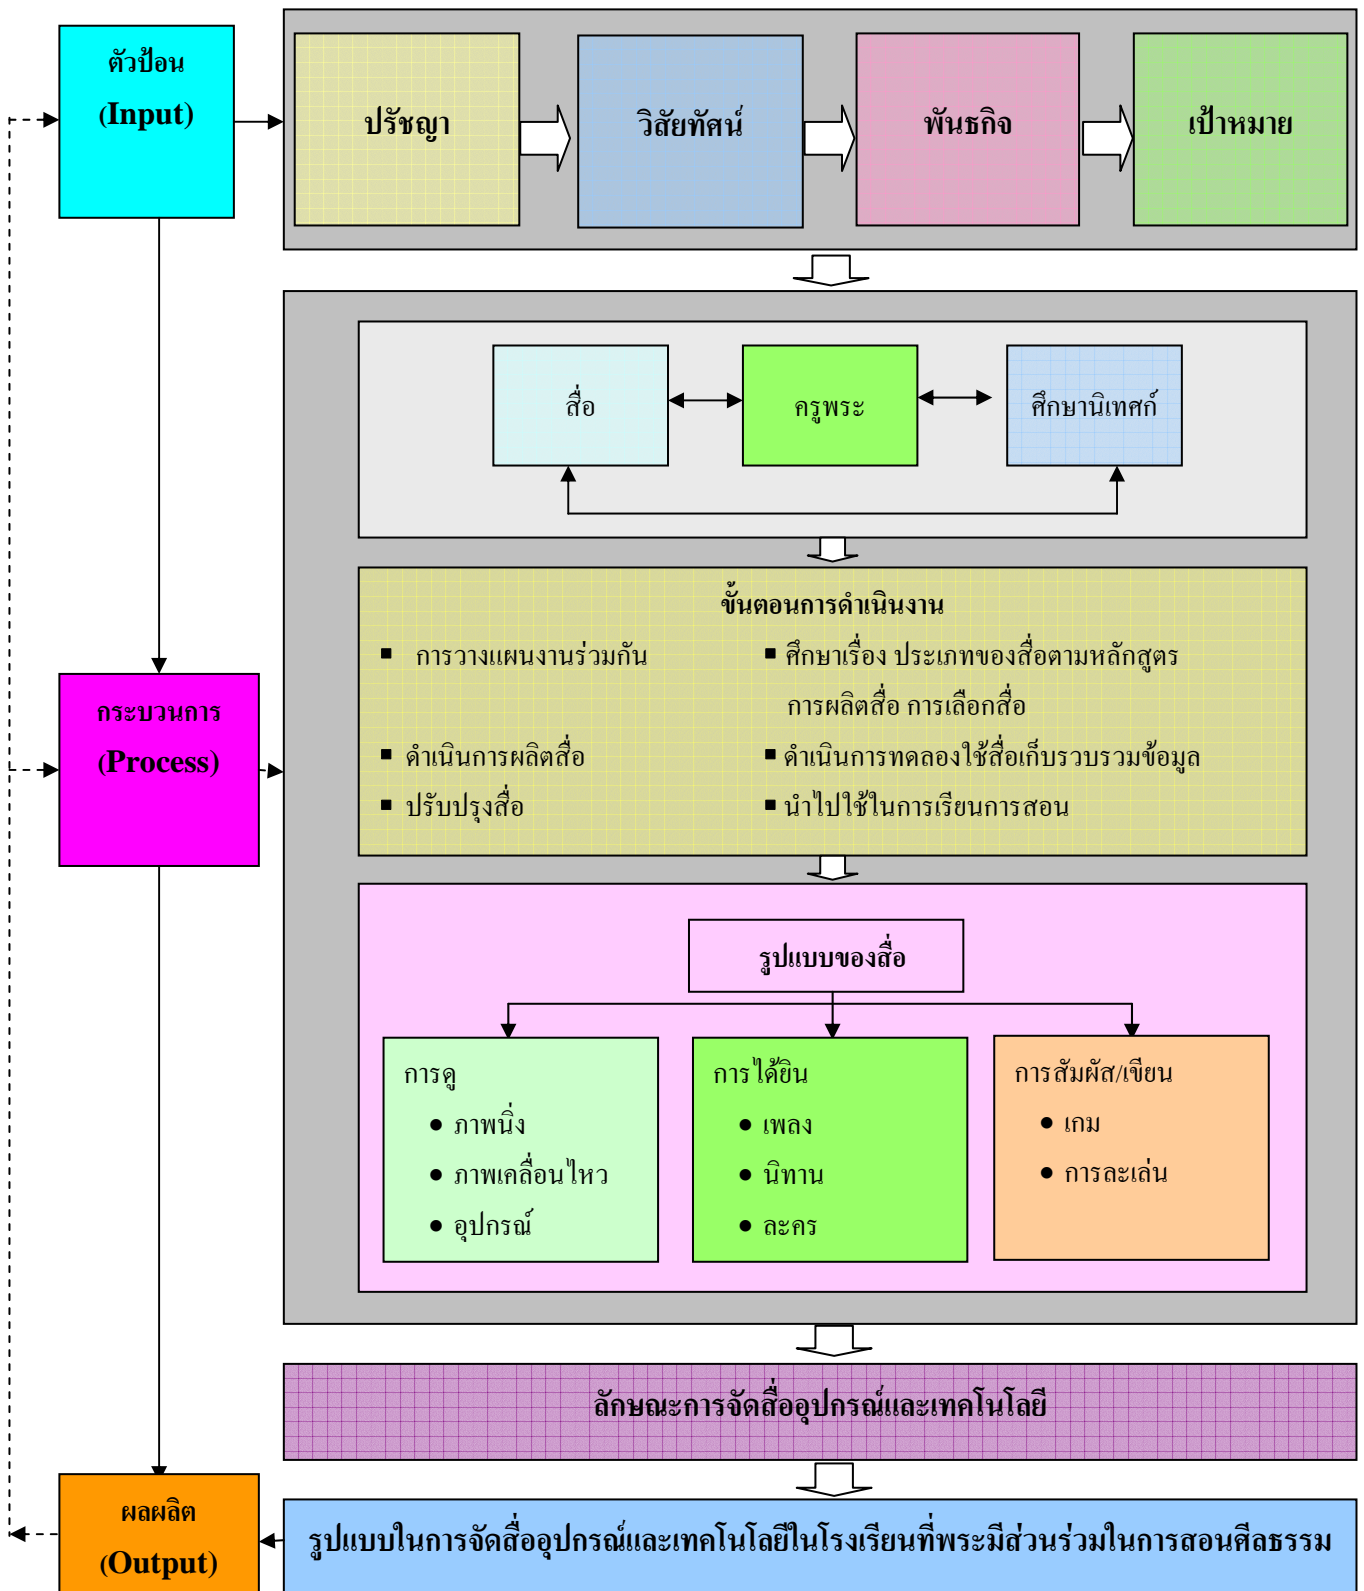 ตัวป้อน
(Input)
ปรัชญา
วิสัยทัศน์
พันธกิจ
เป้าหมาย
สื่อ
ครูพระ
ศึกษานิเทศก์
ขั้นตอนการดำเนินงาน
▪ การวางแผนงานร่วมกัน
▪ ศึกษาเรื่อง ประเภทของสื่อตามหลักสูตร
การผลิตสื่อ การเลือกสื่อ
▪ ดำเนินการผลิตสื่อ
▪ ดำเนินการทดลองใช้สื่อเก็บรวบรวมข้อมูล
▪ ปรับปรุงสื่อ
▪ นำไปใช้ในการเรียนการสอน
กระบวนการ
(Process)
รูปแบบของสื่อ
การดู
• ภาพนิ่ง
• ภาพเคลื่อนไหว
• อุปกรณ์
การได้ยิน
• เพลง
• นิทาน
• ละคร
การสัมผัส/เขียน
• เกม
• การละเล่น
ลักษณะการจัดสื่ออุปกรณ์และเทคโนโลยี
ผลผลิต
(Output)
รูปแบบในการจัดสื่ออุปกรณ์และเทคโนโลยีในโรงเรียนที่พระมีส่วนร่วมในการสอนศีลธรรม